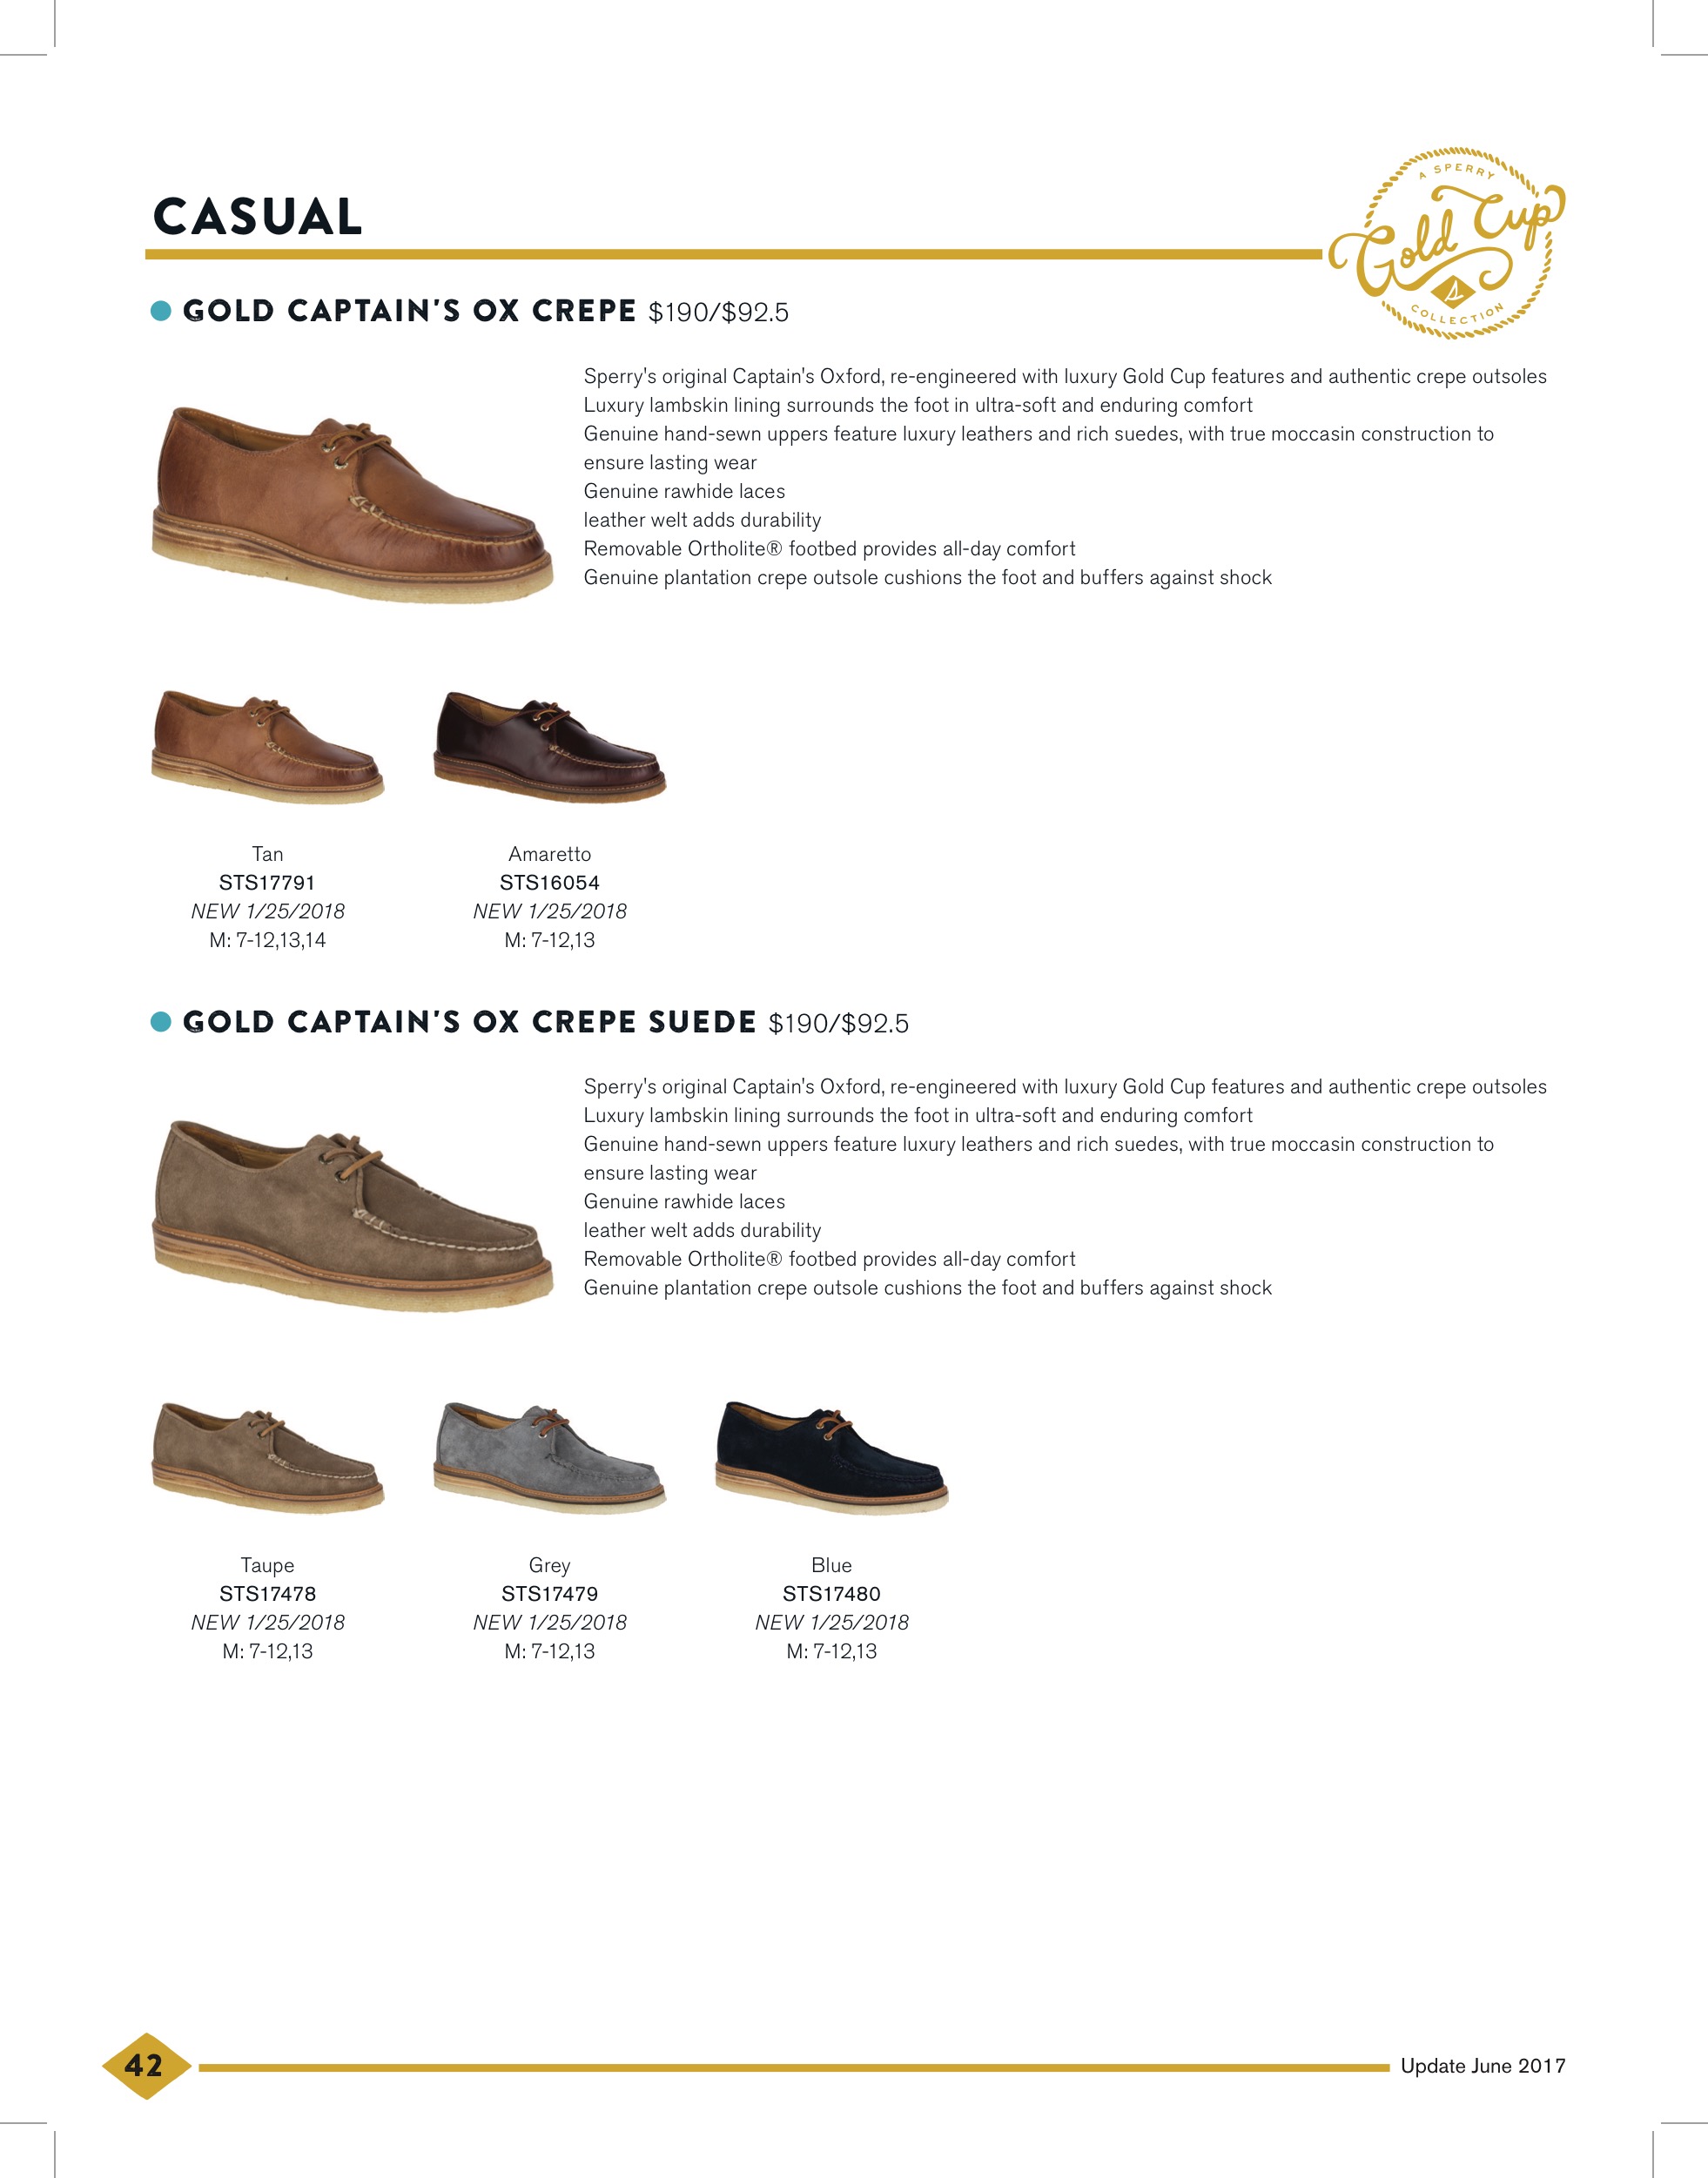 CASUAL
A SPERRY
Gold Cup
COLLECTION
GOLD CAPTAIN'S OX CREPE $190/$92.5
Sperry's original Captain's Oxford, re-engineered with luxury Gold Cup features and authentic crepe outsoles
Luxury lambskin lining surrounds the foot in ultra-soft and enduring comfort
Genuine hand-sewn uppers feature luxury leathers and rich suedes, with true moccasin construction to
ensure lasting wear
Genuine rawhide laces
leather welt adds durability
Removable Ortholite® footbed provides all-day comfort
Genuine plantation crepe outsole cushions the foot and buffers against shock
Tan
STS17791
NEW 1/25/2018
M: 7-12,13,14
Amaretto
STS16054
NEW 1/25/2018
M: 7-12,13
GOLD CAPTAIN'S OX CREPE SUEDE $190/$92.5
Sperry's original Captain's Oxford, re-engineered with luxury Gold Cup features and authentic crepe outsoles
Luxury lambskin lining surrounds the foot in ultra-soft and enduring comfort
Genuine hand-sewn uppers feature luxury leathers and rich suedes, with true moccasin construction to
ensure lasting wear
Genuine rawhide laces
leather welt adds durability
Removable Ortholite® footbed provides all-day comfort
Genuine plantation crepe outsole cushions the foot and buffers against shock
Taupe
STS17478
NEW 1/25/2018
M: 7-12,13
Grey
STS17479
NEW 1/25/2018
M: 7-12,13
Blue
STS17480
NEW 1/25/2018
M: 7-12,13
42
Update June 2017